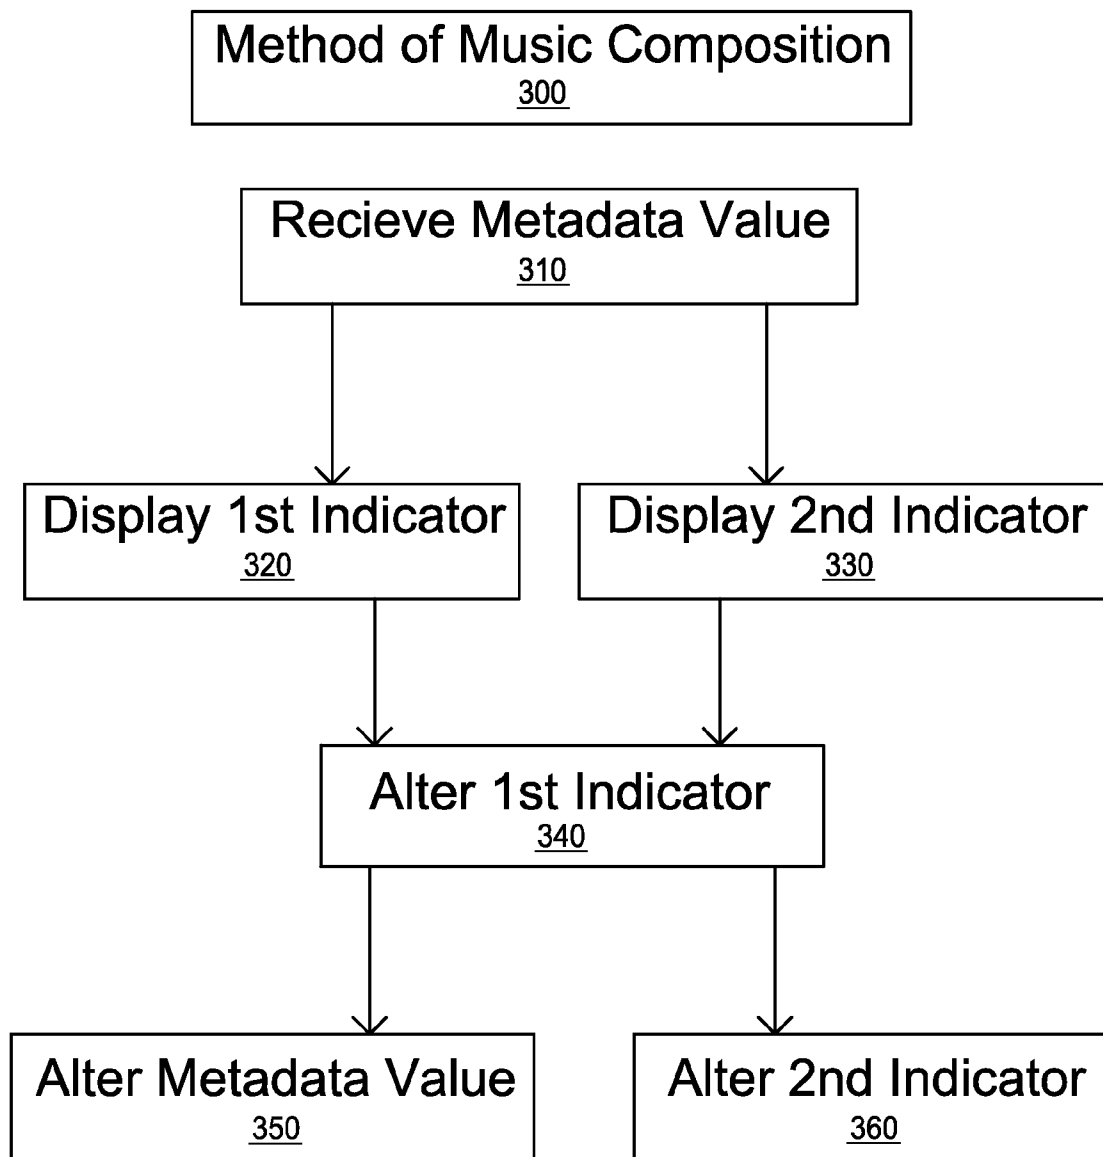 Method of Music Composition
300
Recieve Metadata Value
310
Display 1st Indicator
320
Display 2nd Indicator
330
Alter 1st Indicator
340
Alter Metadata Value
350
Alter 2nd Indicator
360